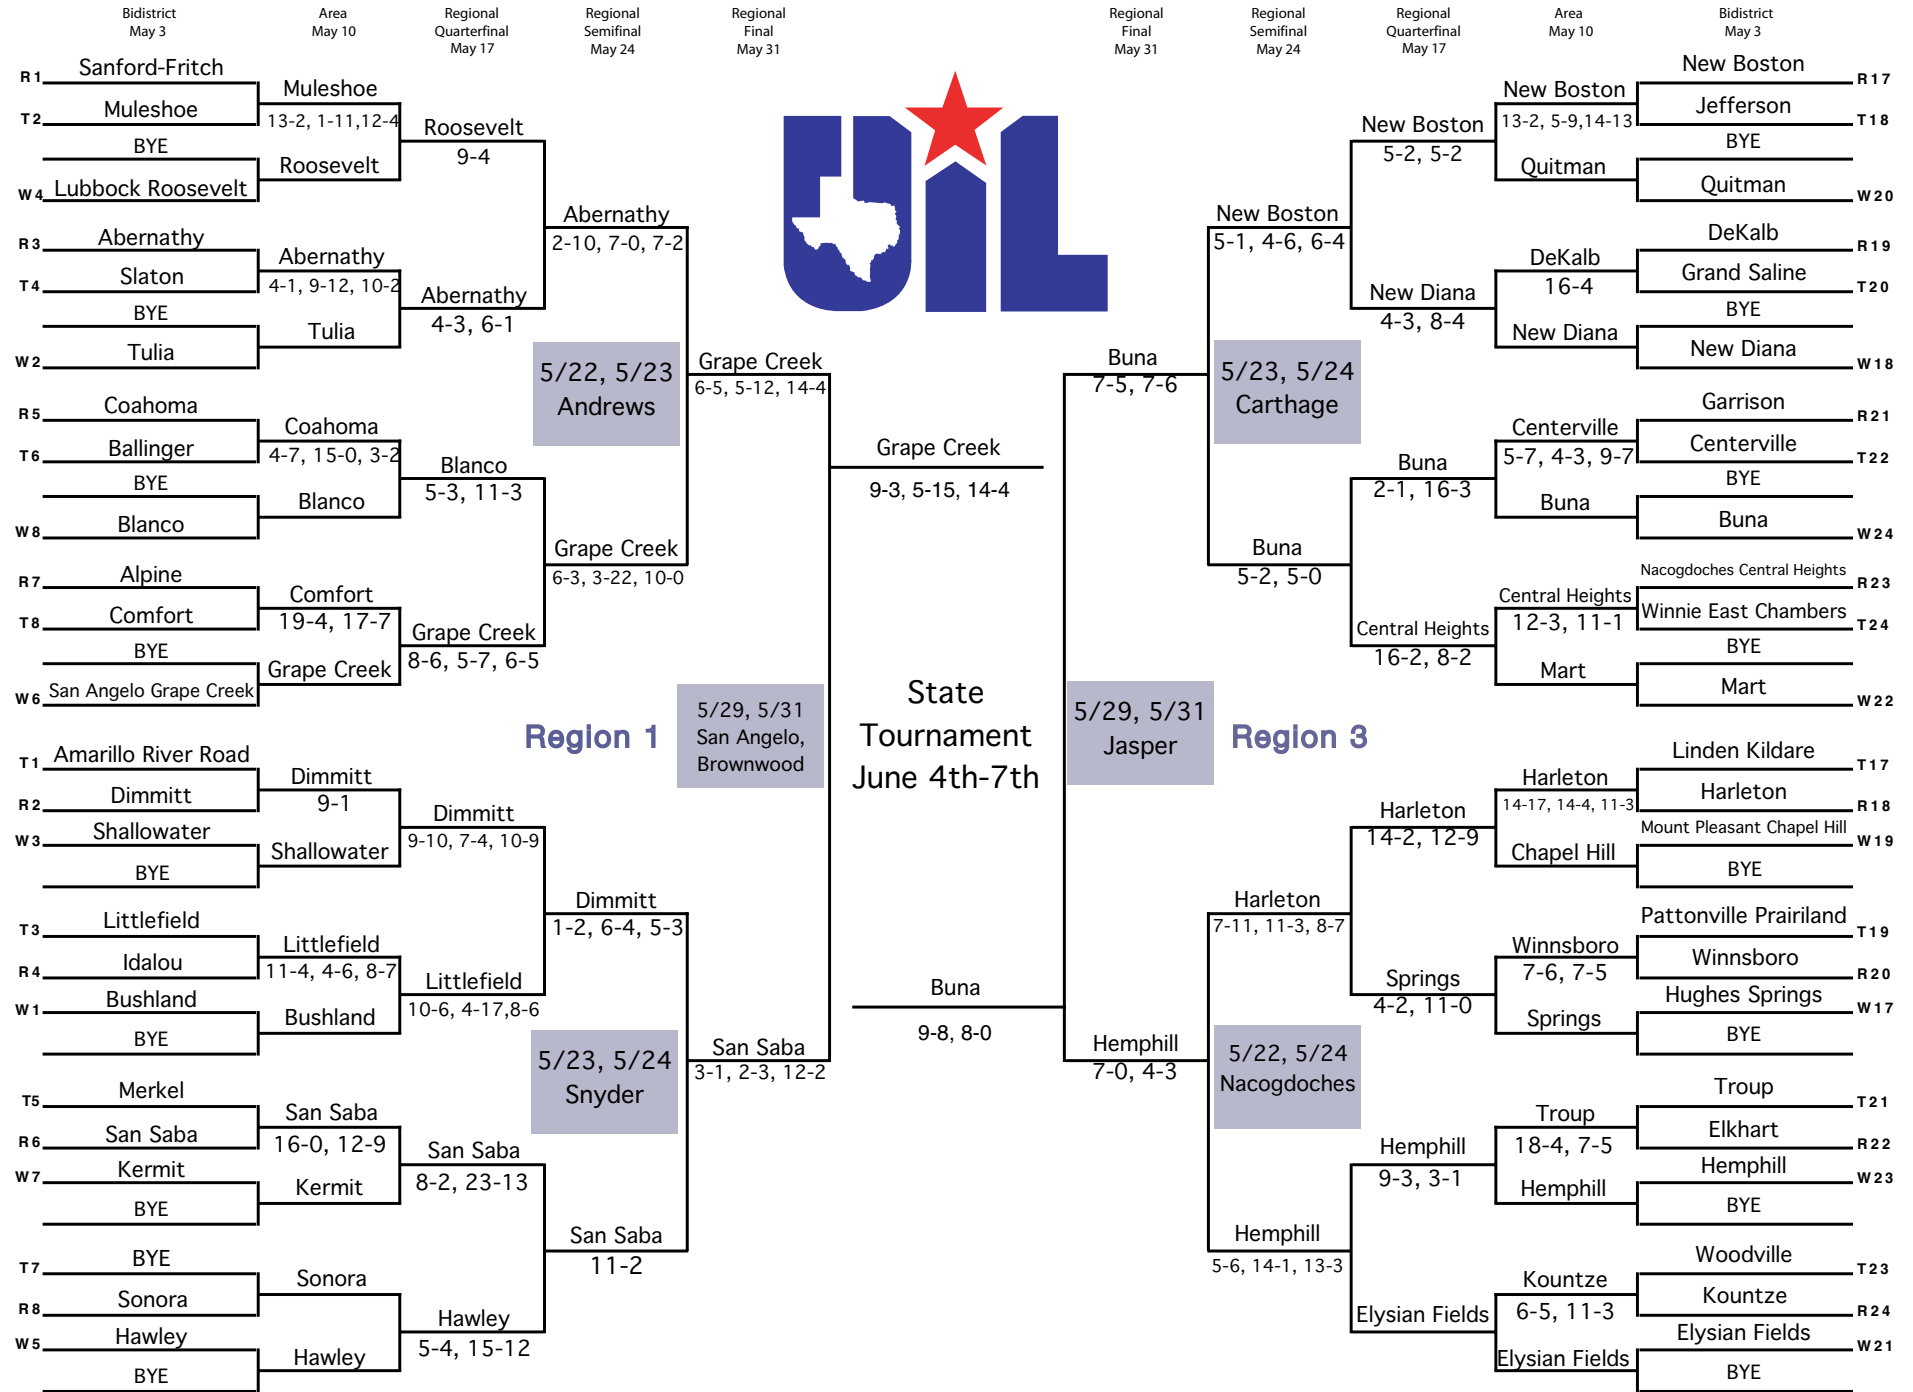 Bidistrict
May 3
Area
May 10
Regional
Quarterfinal
May 17
Regional
Semifinal
May 24
Regional
Final
May 31
Regional
Final
May 31
Regional
Semifinal
May 24
Regional
Quarterfinal
May 17
Area
May 10
Bidistrict
May 3
R1
Sanford-Fritch
T2
Muleshoe
BYE
W4
Lubbock Roosevelt
R3
Abernathy
T4
Slaton
BYE
W2
Tulia
R5
Coahoma
T6
Ballinger
BYE
W8
Blanco
R7
Alpine
T8
Comfort
BYE
W6
San Angelo Grape Creek
T1
Amarillo River Road
R2
Dimmitt
W3
Shallowater
BYE
T3
Littlefield
R4
Idalou
W1
Bushland
BYE
T5
Merkel
R6
San Saba
W7
Kermit
BYE
T7
BYE
R8
Sonora
W5
Hawley
BYE
Muleshoe
13-2, 1-11,12-4
Roosevelt
Abernathy
4-1, 9-12, 10-2
Tulia
Coahoma
4-7, 15-0, 3-2
Blanco
Comfort
19-4, 17-7
Grape Creek
Dimmitt
9-1
Shallowater
Littlefield
11-4, 4-6, 8-7
Bushland
San Saba
16-0, 12-9
Kermit
Sonora
Hawley
Roosevelt
9-4
Abernathy
4-3, 6-1
Blanco
5-3, 11-3
Grape Creek
8-6, 5-7, 6-5
Dimmitt
9-10, 7-4, 10-9
Littlefield
10-6, 4-17,8-6
San Saba
8-2, 23-13
Hawley
5-4, 15-12
Abernathy
2-10, 7-0, 7-2
5/22, 5/23
Andrews
Grape Creek
6-3, 3-22, 10-0
Region 1
Dimmitt
1-2, 6-4, 5-3
5/23, 5/24
Snyder
San Saba
11-2
Grape Creek
6-5, 5-12, 14-4
5/29, 5/31
San Angelo,
Brownwood
San Saba
3-1, 2-3, 12-2
UIL
Grape Creek
9-3, 5-15, 14-4
State
Tournament
June 4th-7th
Buna
9-8, 8-0
Buna
7-5, 7-6
5/29, 5/31
Jasper
Hemphill
7-0, 4-3
New Boston
5-1, 4-6, 6-4
5/23, 5/24
Carthage
Buna
5-2, 5-0
Region 3
Harleton
7-11, 11-3, 8-7
5/22, 5/24
Nacogdoches
Hemphill
5-6, 14-1, 13-3
New Boston
5-2, 5-2
New Diana
4-3, 8-4
Buna
2-1, 16-3
Central Heights
16-2, 8-2
Harleton
14-2, 12-9
Springs
4-2, 11-0
Hemphill
9-3, 3-1
Elysian Fields
New Boston
13-2, 5-9,14-13
Quitman
DeKalb
16-4
New Diana
Centerville
5-7, 4-3, 9-7
Buna
Central Heights
12-3, 11-1
Mart
Harleton
14-17, 14-4, 11-3
Chapel Hill
Winnsboro
7-6, 7-5
Springs
Troup
18-4, 7-5
Hemphill
Kountze
6-5, 11-3
Elysian Fields
New Boston
R17
Jefferson
T18
BYE
Quitman
W20
DeKalb
R19
Grand Saline
T20
BYE
New Diana
W18
Garrison
R21
Centerville
T22
BYE
Buna
W24
Nacogdoches Central Heights
R23
Winnie East Chambers
T24
BYE
Mart
W22
Linden Kildare
T17
Harleton
R18
Mount Pleasant Chapel Hill
W19
BYE
Pattonville Prairiland
T19
Winnsboro
R20
Hughes Springs
W17
BYE
Troup
T21
Elkhart
R22
Hemphill
W23
BYE
Woodville
T23
Kountze
R24
Elysian Fields
W21
BYE